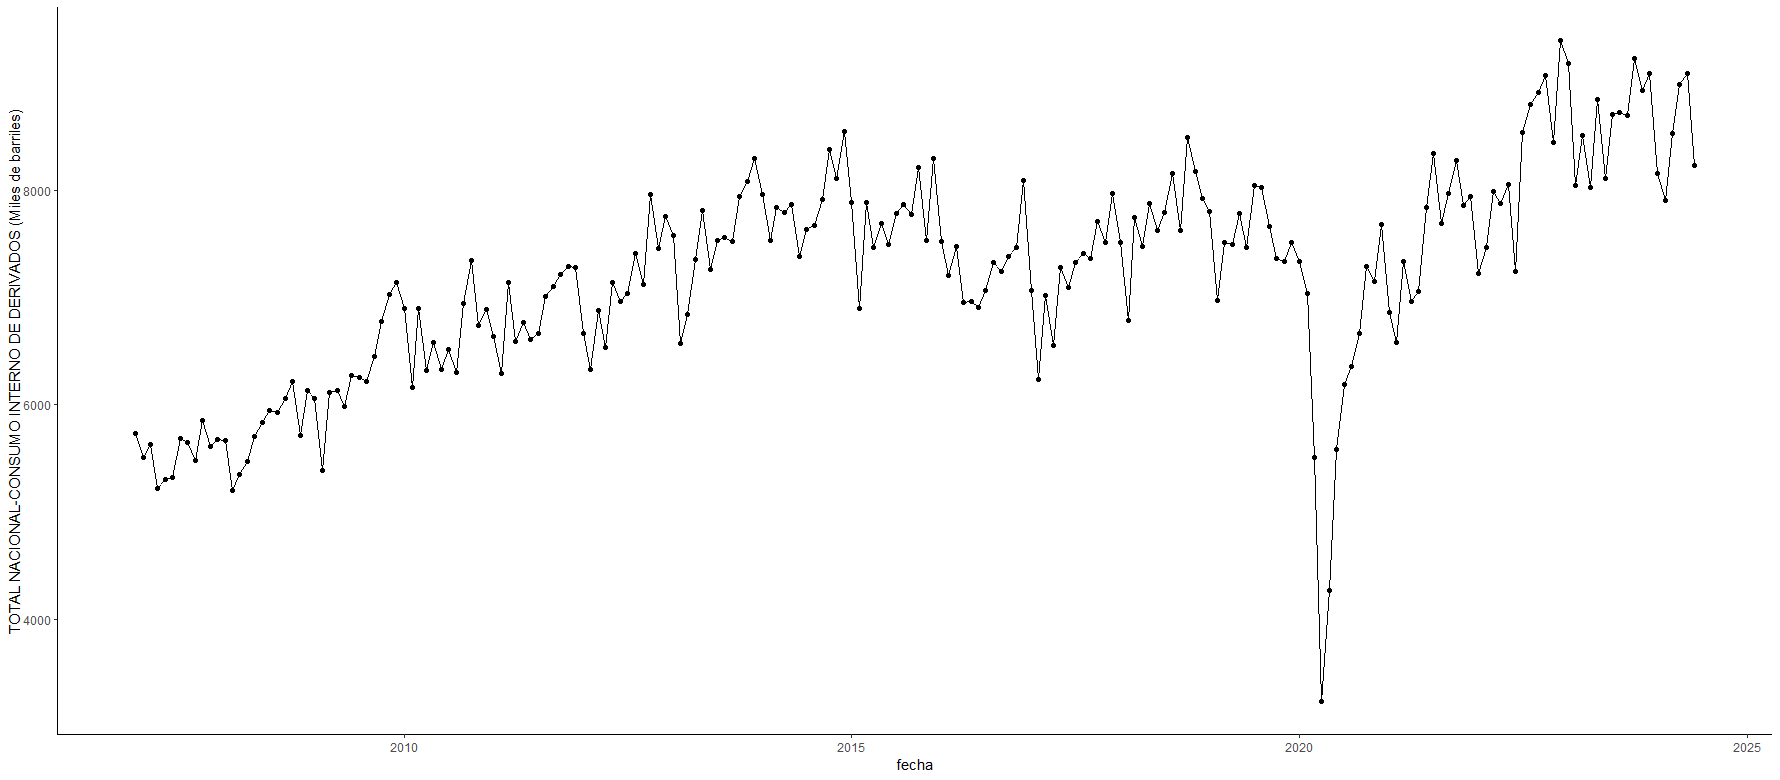 TOTAL NACIONAL-CONSUMO INTERNO DE DERIVADOS (Miles de barriles)
8000
6000
4000
2010 2015 2020 2025
fecha